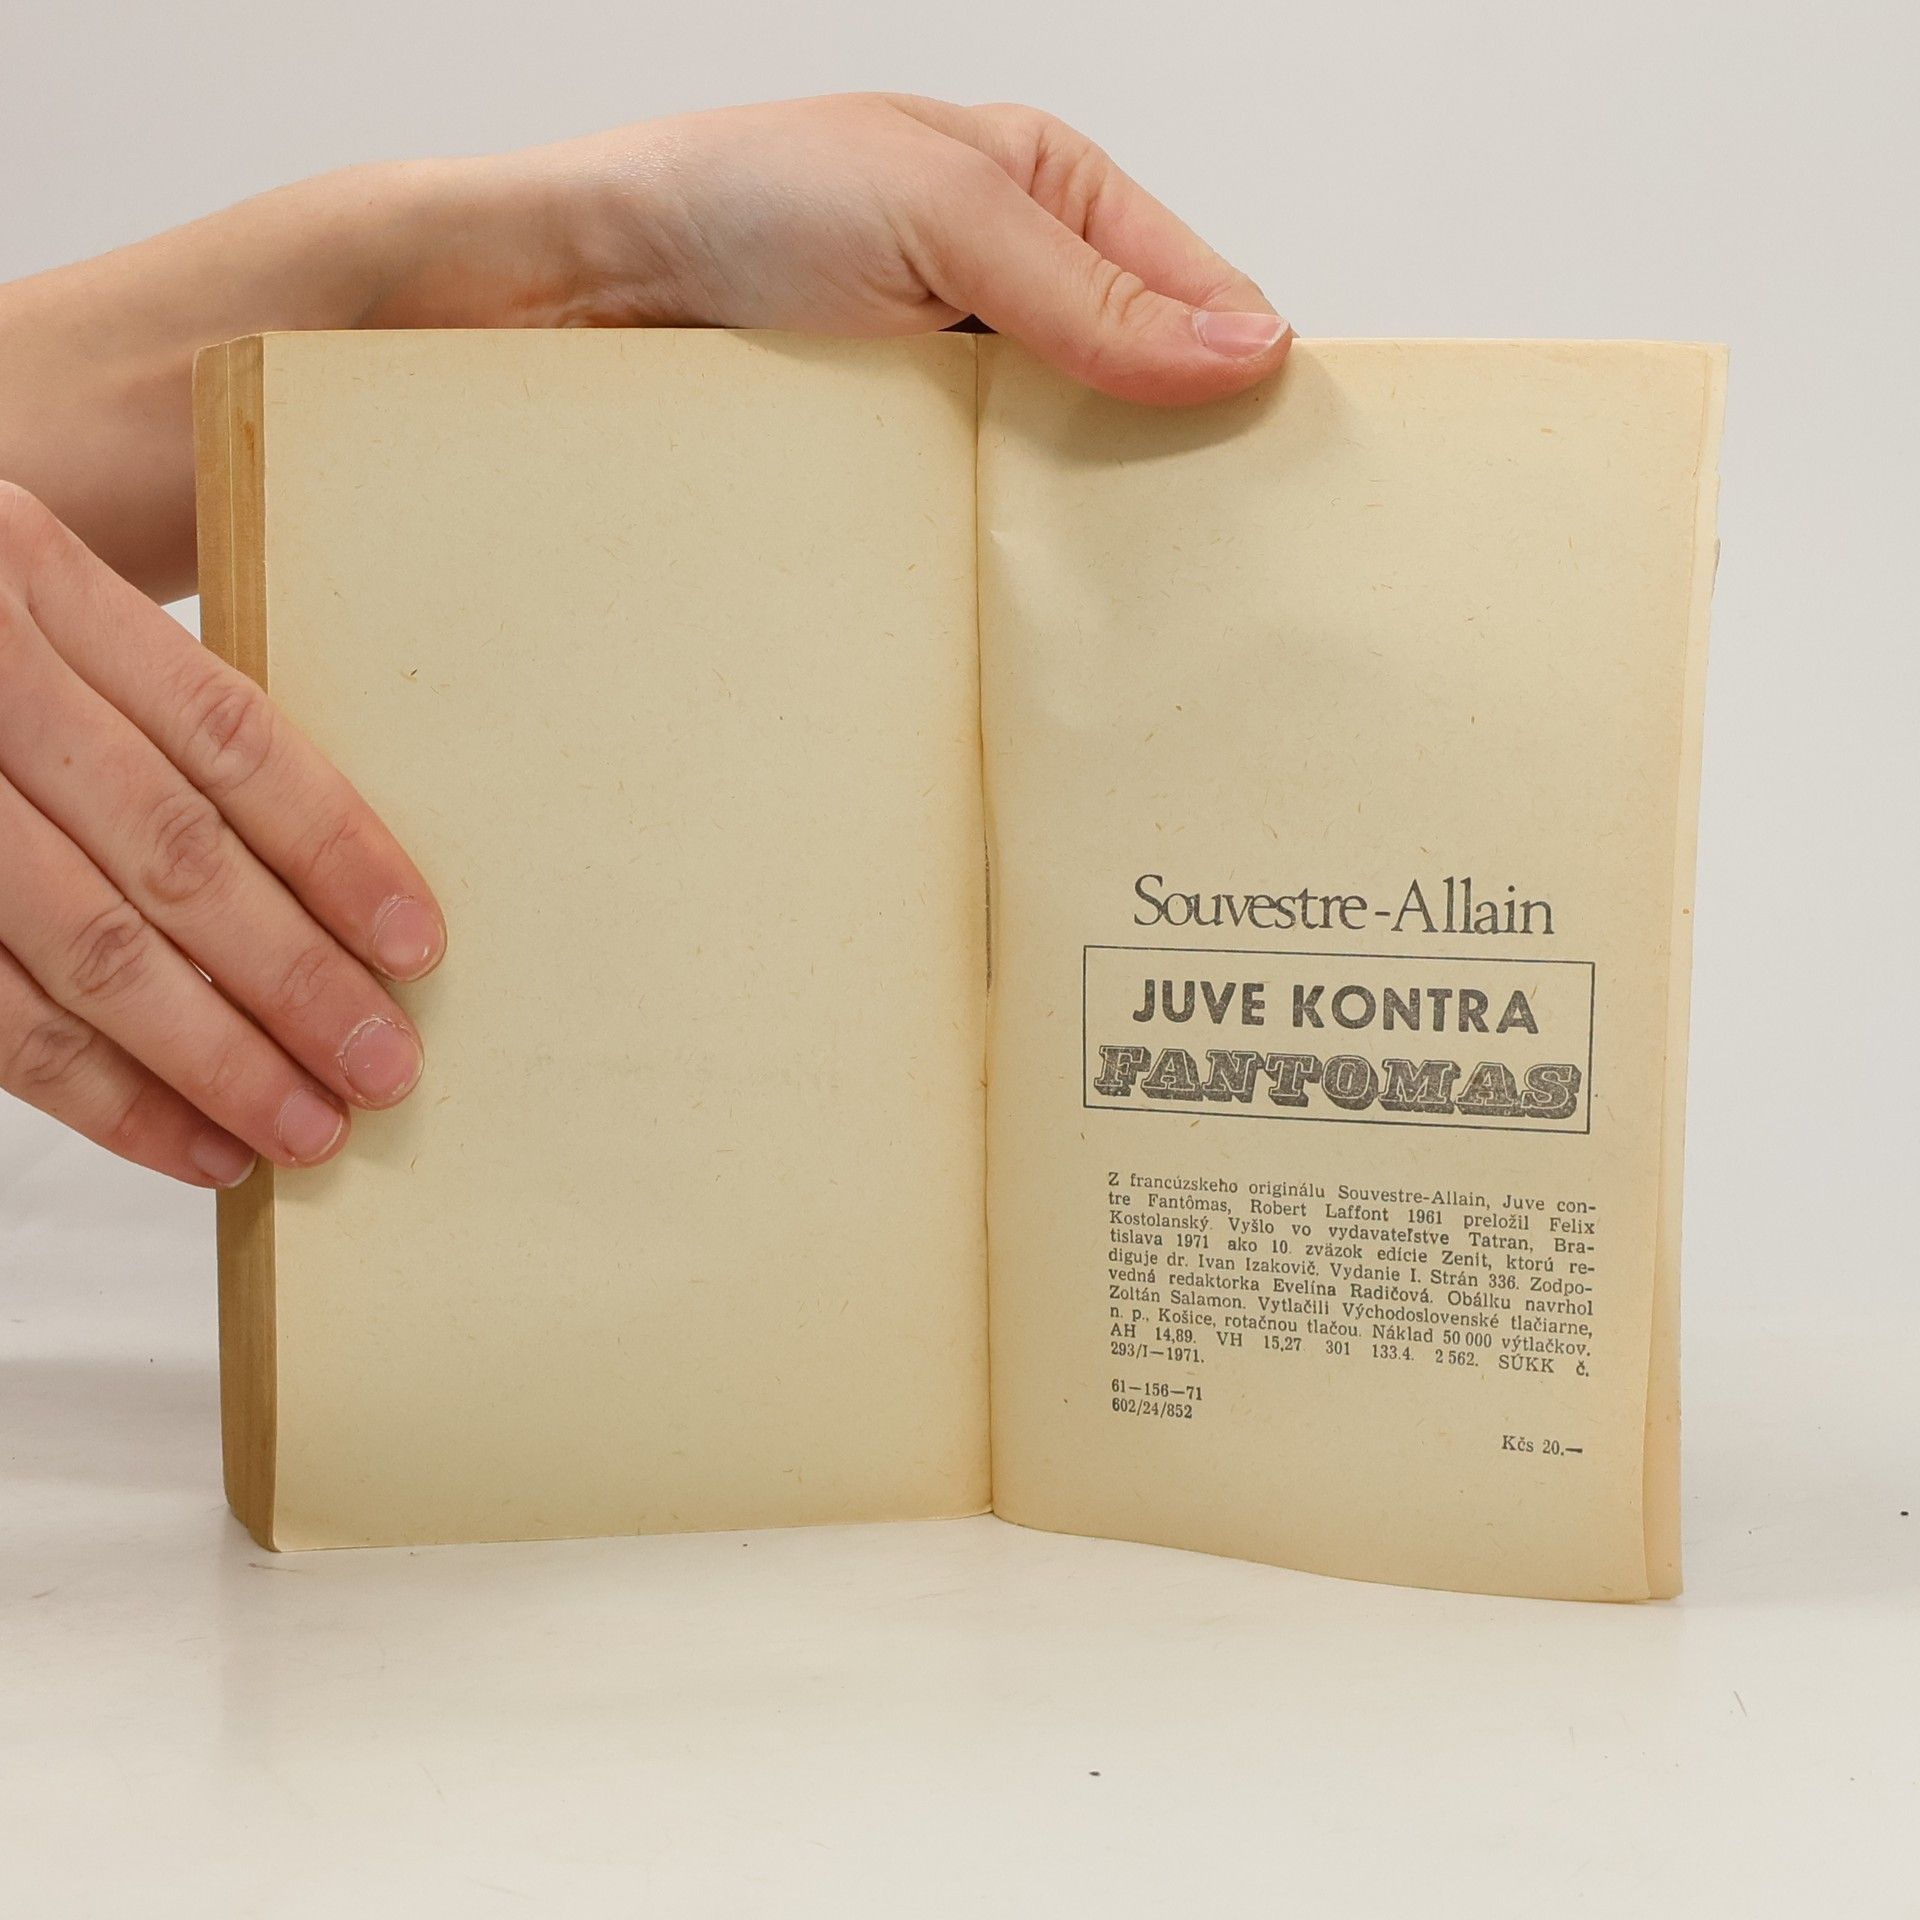 Souvestre-Allain
JUVE KONTRA
FANTOMAS
Z francúzskeho originálu Souvestre-Allain, Juve con-
tre Fantômas, Robert Laffont 1961 preložil Felix
Kostolanský. Vyšlo vo vydavateľstve Tatran, Bra-
tislava 1971 ako 10. zväzok edície Zenit, ktorú re-
diguje dr. Ivan Izakovič. Vydanie I. Strán 336. Zodpo-
vedná redaktorka Evelína Radičová. Obálku navrhol
Zoltán Salamon. Vytlačili Východoslovenské tlačiarne,
n. p., Košice, rotačnou tlačou. Náklad 50 000 výtlačkov.
AH 14,89. VH 15,27. 301 133.4. 2 562. SÚKK č.
293/I—1971.
61—156—71
602/24/852
Kčs 20.—